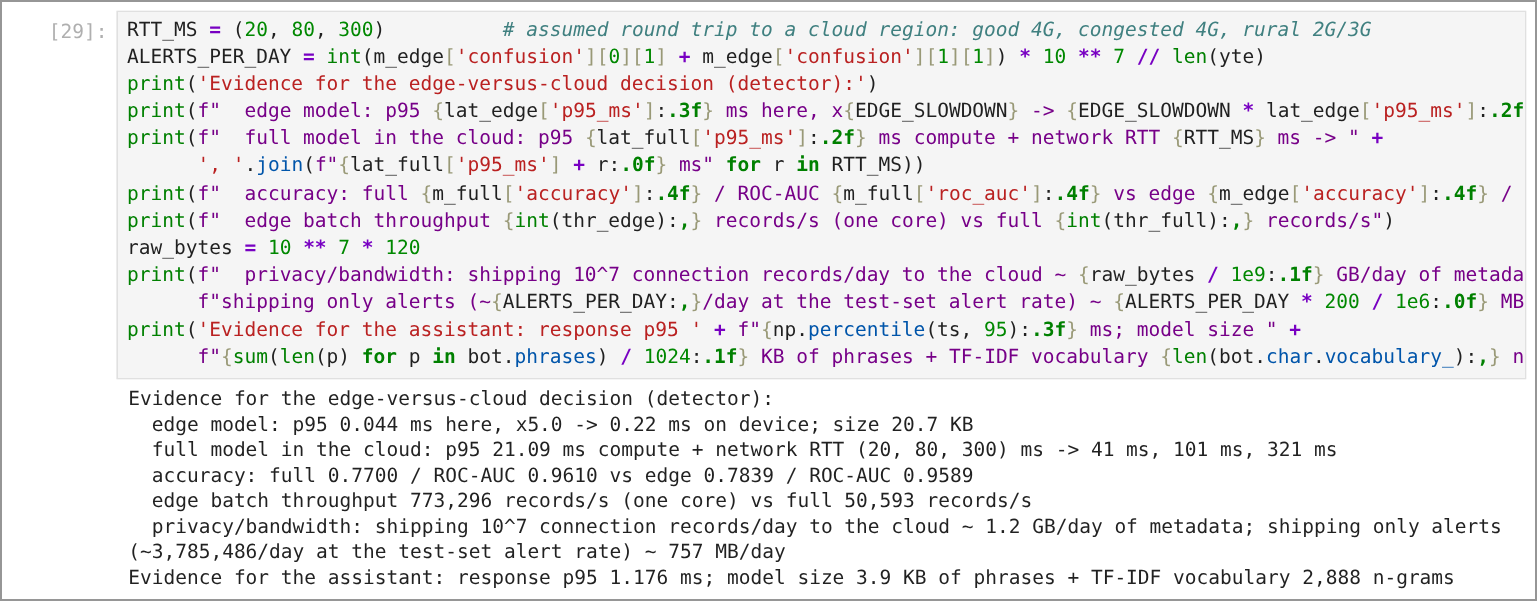 [29]: RTT_MS = (20, 80, 300)          # assumed round trip to a cloud region: good 4G, congested 4G, rural 2G/3G
ALERTS_PER_DAY = int(m_edge['confusion'][0][1] + m_edge['confusion'][1][1]) * 10 ** 7 // len(yte)
print('Evidence for the edge-versus-cloud decision (detector):')
print(f"  edge model: p95 {lat_edge['p95_ms']:.3f} ms here, x{EDGE_SLOWDOWN} -> {EDGE_SLOWDOWN * lat_edge['p95_ms']:.2f
print(f"  full model in the cloud: p95 {lat_full['p95_ms']:.2f} ms compute + network RTT {RTT_MS} ms -> " +
      ', '.join(f"{lat_full['p95_ms'] + r:.0f} ms" for r in RTT_MS))
print(f"  accuracy: full {m_full['accuracy']:.4f} / ROC-AUC {m_full['roc_auc']:.4f} vs edge {m_edge['accuracy']:.4f} /
print(f"  edge batch throughput {int(thr_edge):,} records/s (one core) vs full {int(thr_full):,} records/s")
raw_bytes = 10 ** 7 * 120
print(f"  privacy/bandwidth: shipping 10^7 connection records/day to the cloud ~ {raw_bytes / 1e9:.1f} GB/day of metada
      f"shipping only alerts (~{ALERTS_PER_DAY:,}/day at the test-set alert rate) ~ {ALERTS_PER_DAY * 200 / 1e6:.0f} MB
print('Evidence for the assistant: response p95 ' + f"{np.percentile(ts, 95):.3f} ms; model size " +
      f"{sum(len(p) for p in bot.phrases) / 1024:.1f} KB of phrases + TF-IDF vocabulary {len(bot.char.vocabulary_):,} n
Evidence for the edge-versus-cloud decision (detector):
  edge model: p95 0.044 ms here, x5.0 -> 0.22 ms on device; size 20.7 KB
  full model in the cloud: p95 21.09 ms compute + network RTT (20, 80, 300) ms -> 41 ms, 101 ms, 321 ms
  accuracy: full 0.7700 / ROC-AUC 0.9610 vs edge 0.7839 / ROC-AUC 0.9589
  edge batch throughput 773,296 records/s (one core) vs full 50,593 records/s
  privacy/bandwidth: shipping 10^7 connection records/day to the cloud ~ 1.2 GB/day of metadata; shipping only alerts
(~3,785,486/day at the test-set alert rate) ~ 757 MB/day
Evidence for the assistant: response p95 1.176 ms; model size 3.9 KB of phrases + TF-IDF vocabulary 2,888 n-grams